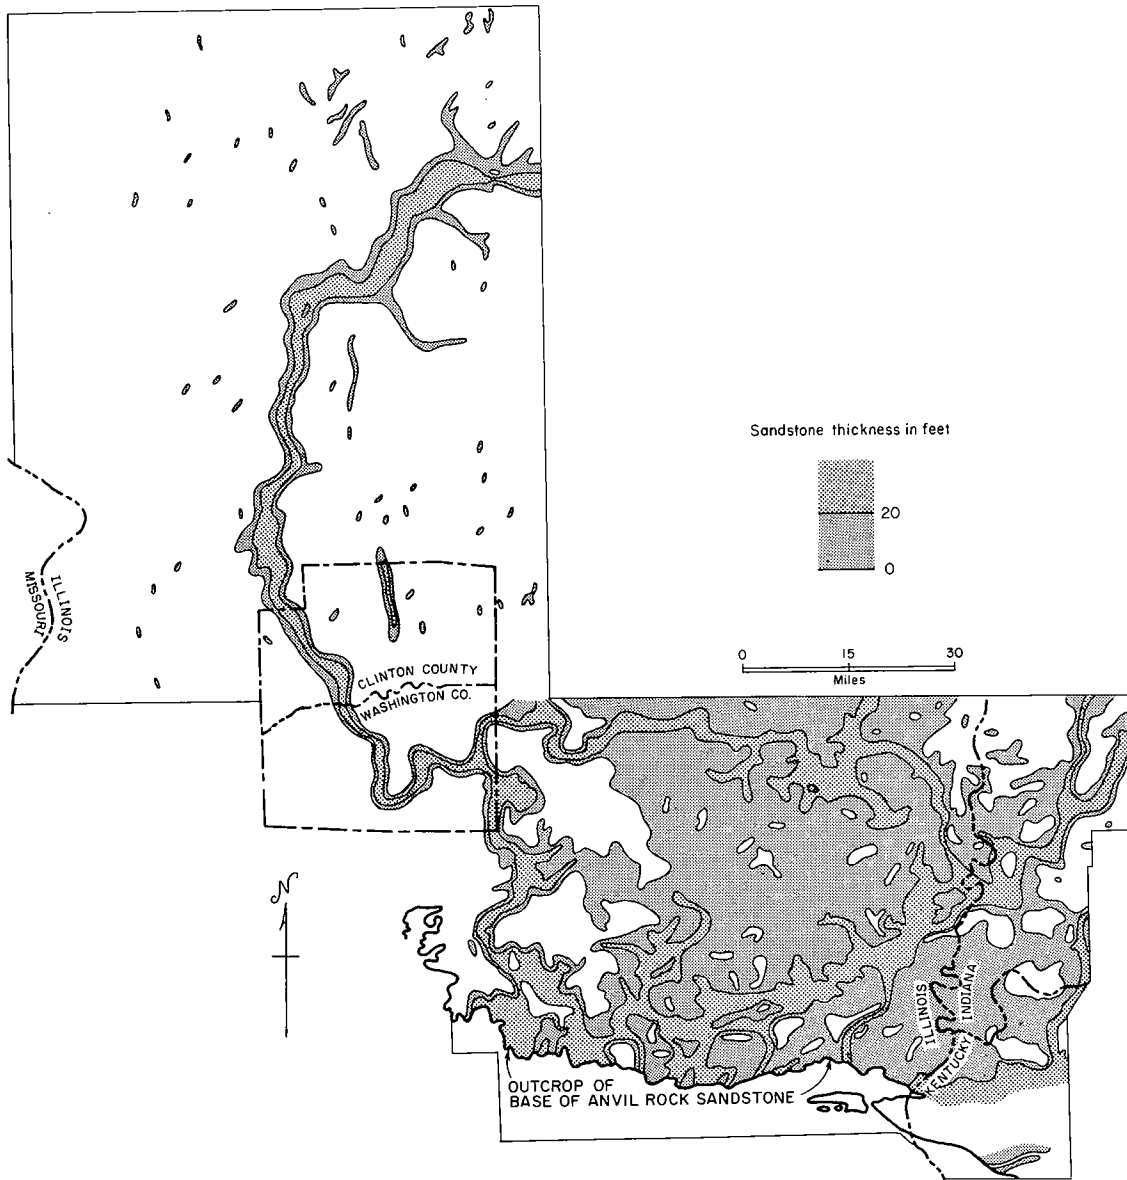 Sandstone thickness in feet
20
0
0 15 30
Miles
ILLINOIS
MISSOURI
CLINTON COUNTY
WASHINGTON CO.
N
ILLINOIS
INDIANA
KENTUCKY
OUTCROP OF
BASE OF ANVIL ROCK SANDSTONE